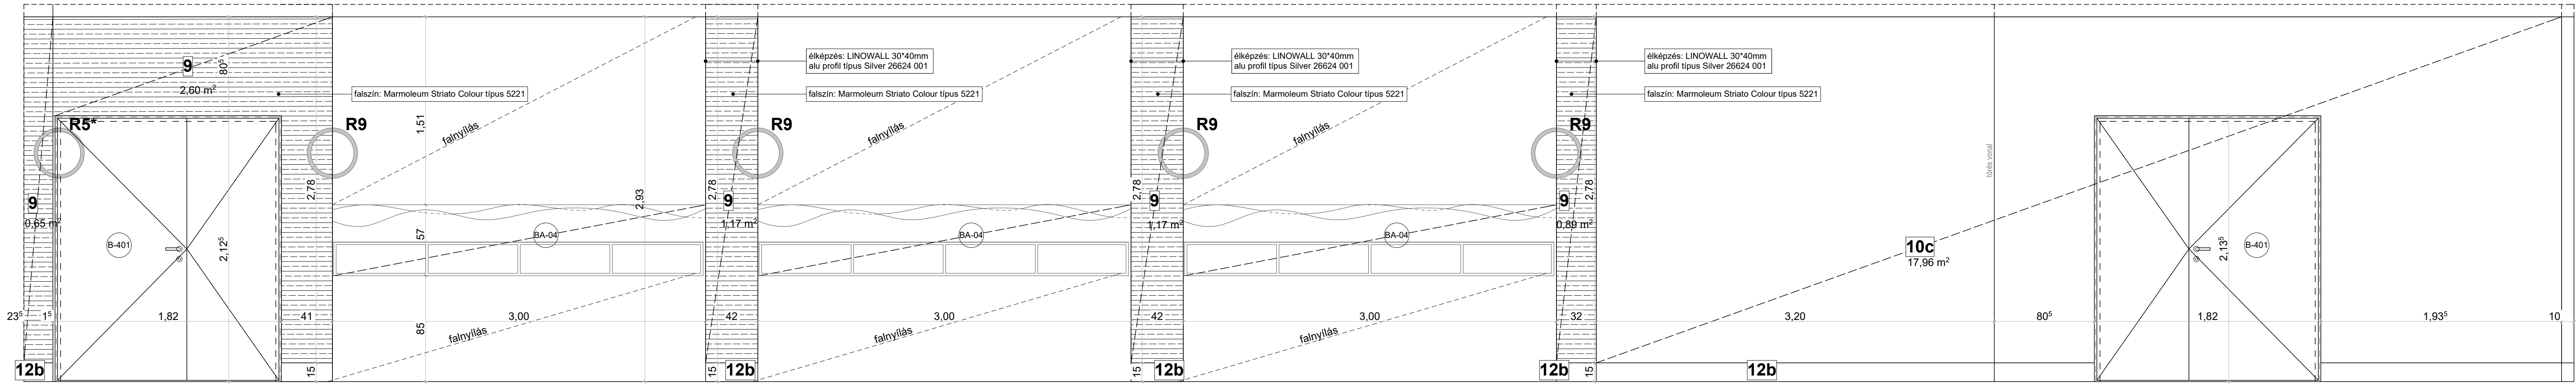 élképzés: LINOWALL 30*40mm
alu profil típus Silver 26624 001
élképzés: LINOWALL 30*40mm
alu profil típus Silver 26624 001
élképzés: LINOWALL 30*40mm
alu profil típus Silver 26624 001
9
80⁵
2,60 m²
falszín: Marmoleum Striato Colour típus 5221
falszín: Marmoleum Striato Colour típus 5221
falszín: Marmoleum Striato Colour típus 5221
falszín: Marmoleum Striato Colour típus 5221
R5*
R9
1,51
falnyílás
R9
falnyílás
R9
falnyílás
R9
törés vonal
9
0,65 m²
2,78
2,93
2,78
9
1,17 m²
2,78
9
1,17 m²
2,78
9
0,89 m²
B-401
2,12⁵
57
BA-04
BA-04
BA-04
10c
17,96 m²
2,13⁵
B-401
23⁵
1⁵
1,82
41
3,00
42
3,00
42
3,00
32
3,20
80⁵
1,82
1,93⁵
10
85
falnyílás
falnyílás
falnyílás
12b
15
15
12b
15
12b
12b
15
12b